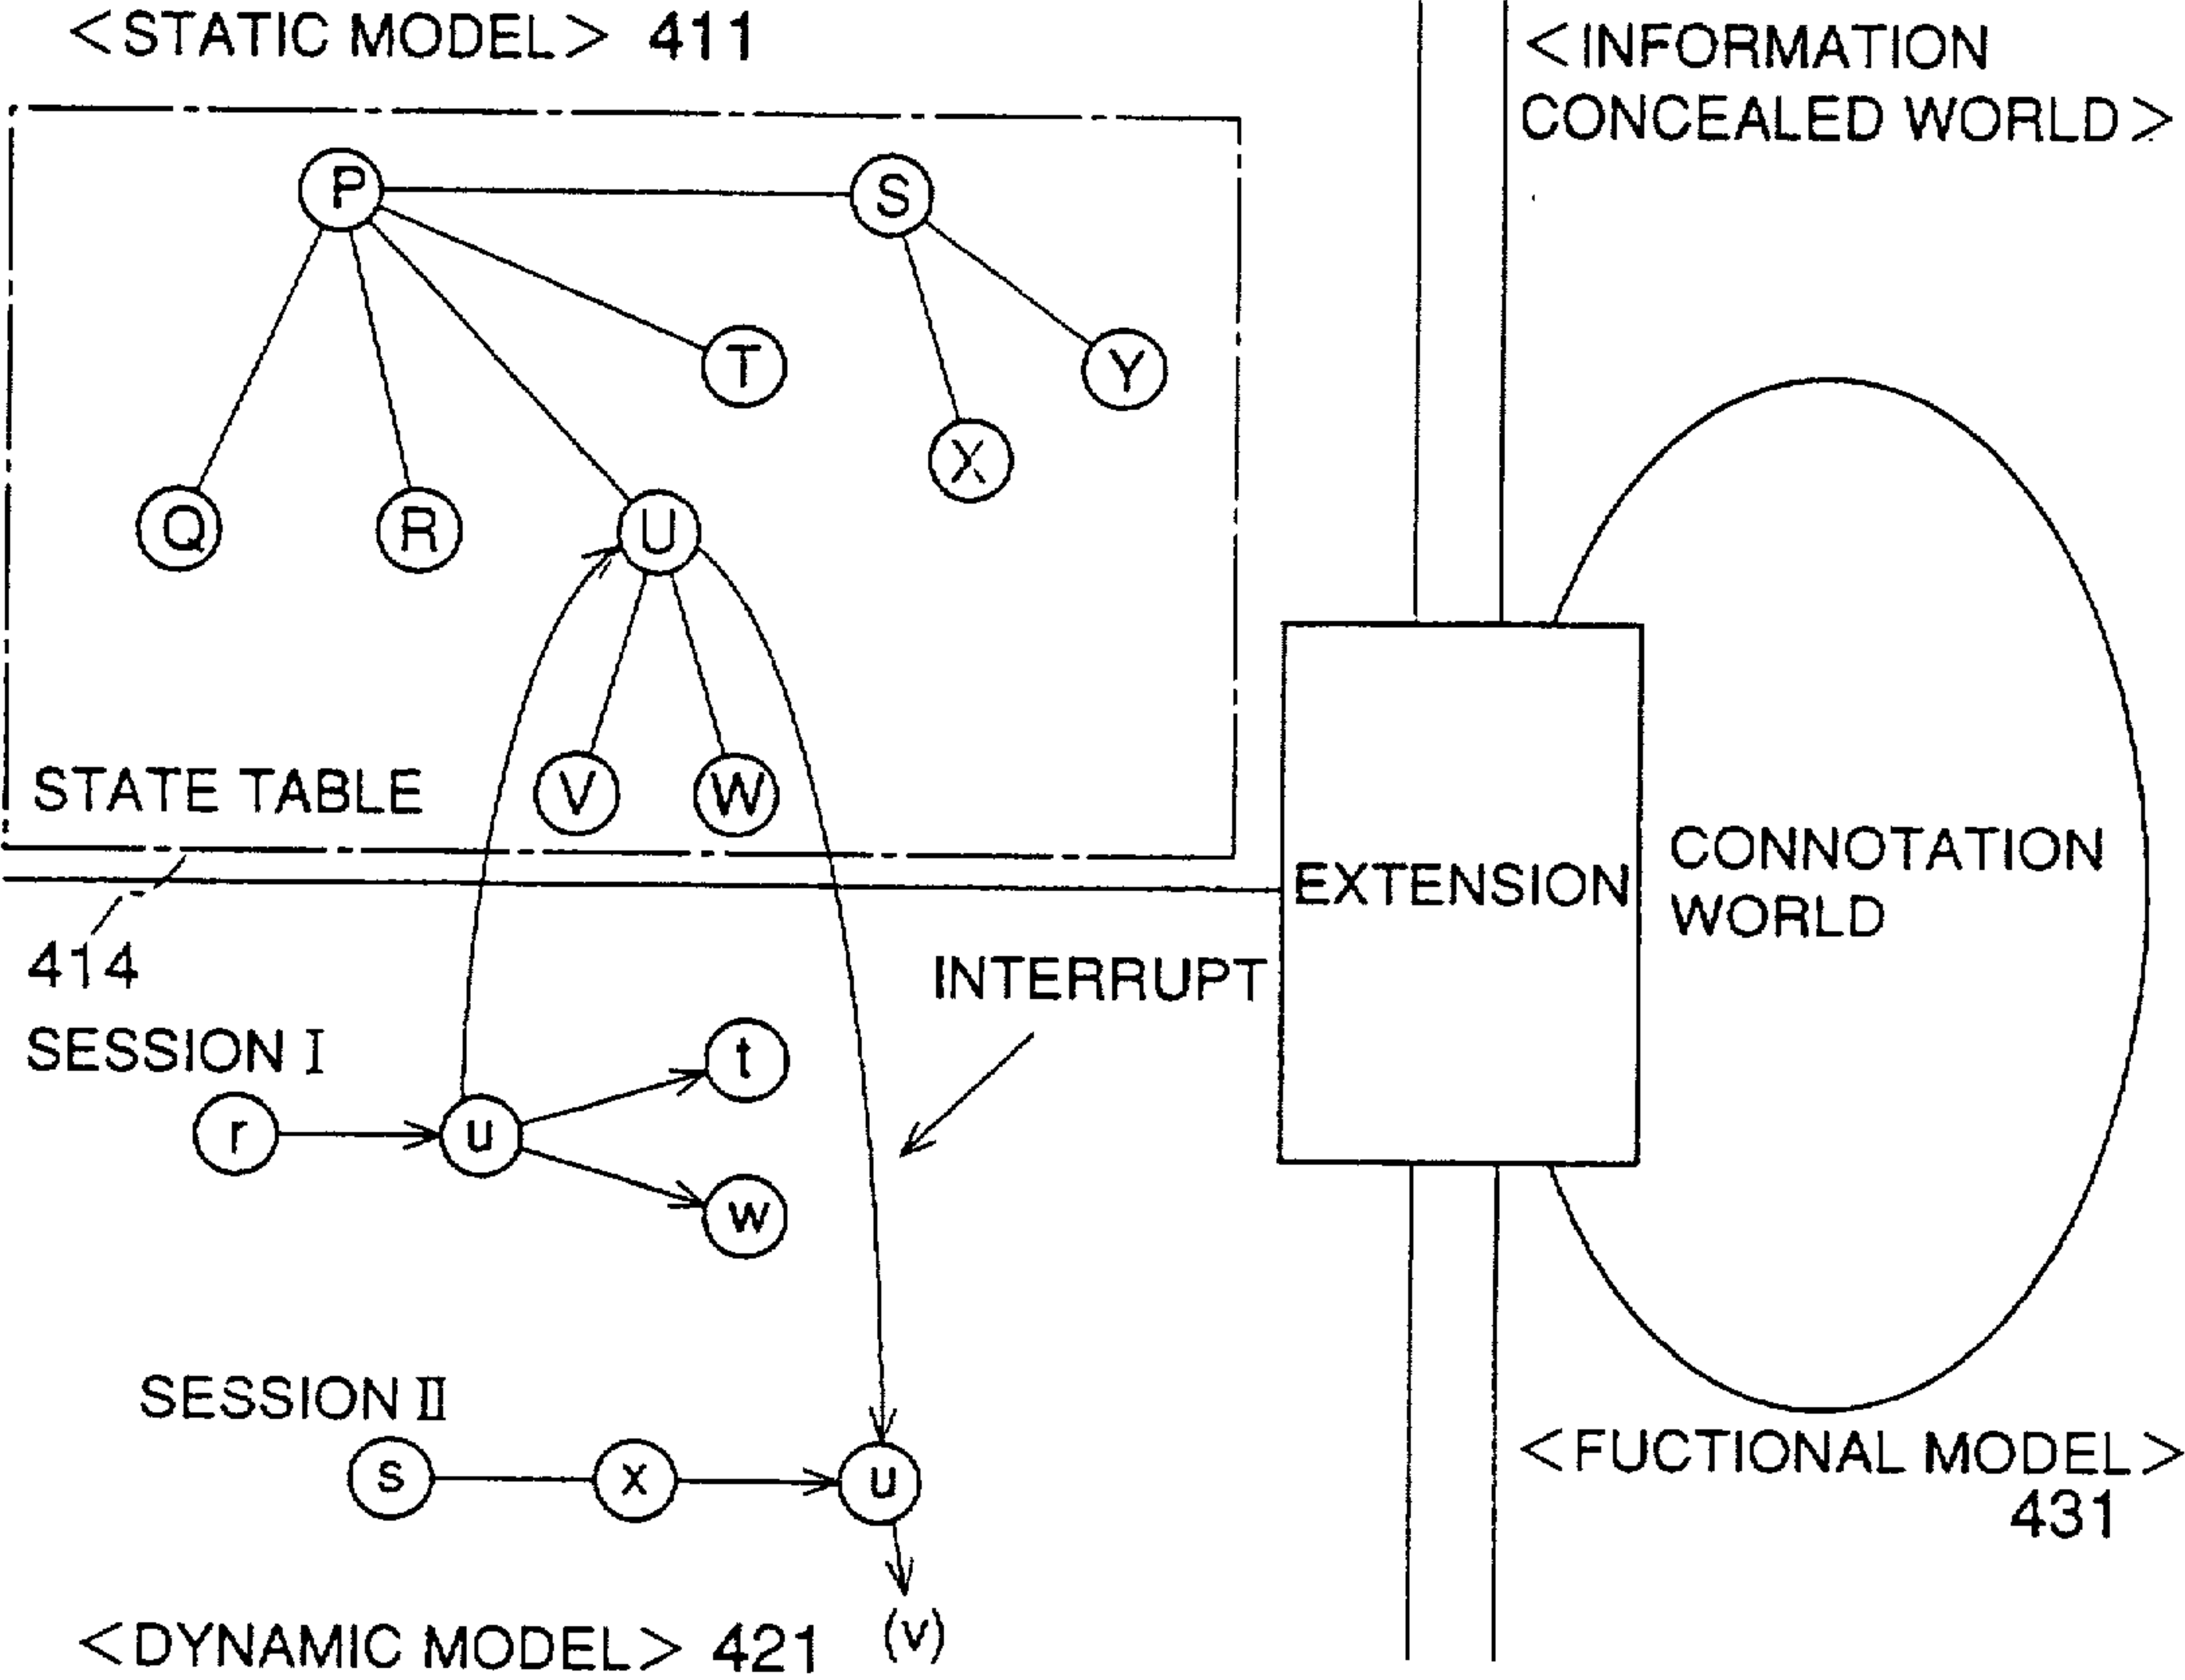 <STATIC MODEL> 411
<INFORMATION
CONCEALED WORLD>
P
S
T
Y
X
Q
R
U
V
W
STATE TABLE
CONNOTATION
WORLD
EXTENSION
414
INTERRUPT
SESSION I
t
r
u
w
SESSION II
s
x
u
<FUCTIONAL MODEL>
431
(v)
<DYNAMIC MODEL> 421